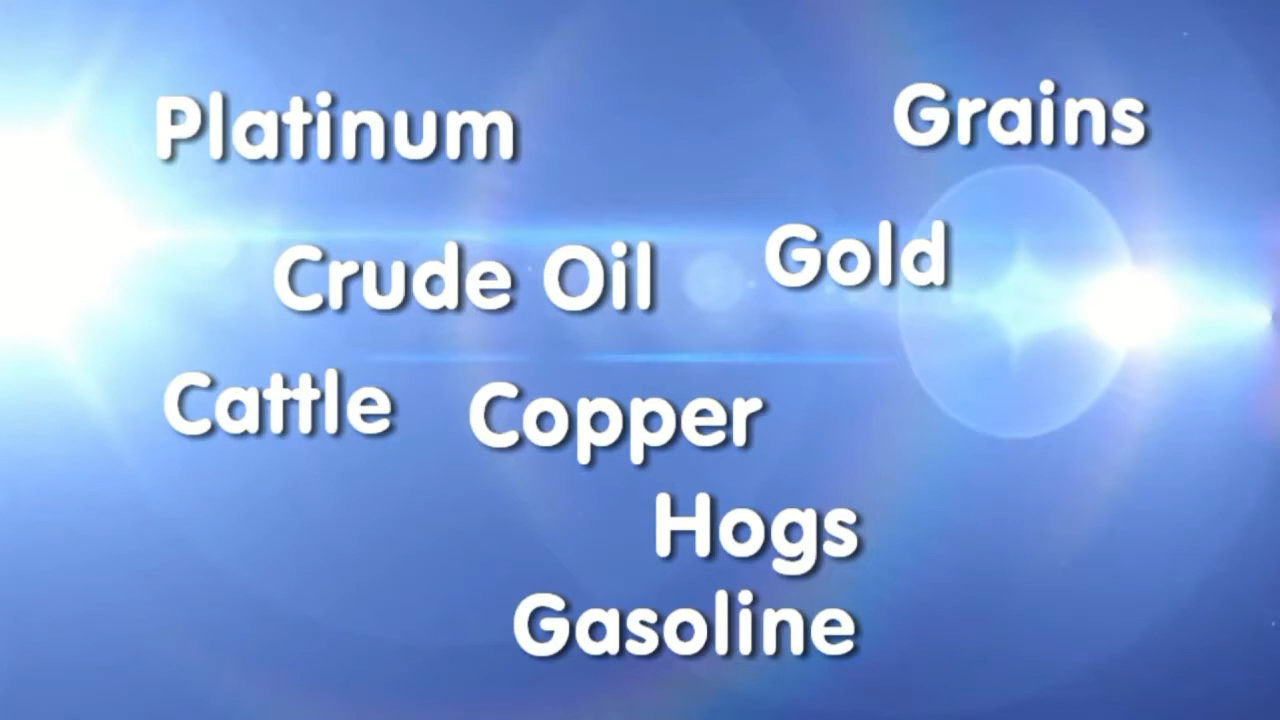 Platinum
Grains
Crude Oil
Gold
Cattle
Copper
Hogs
Gasoline